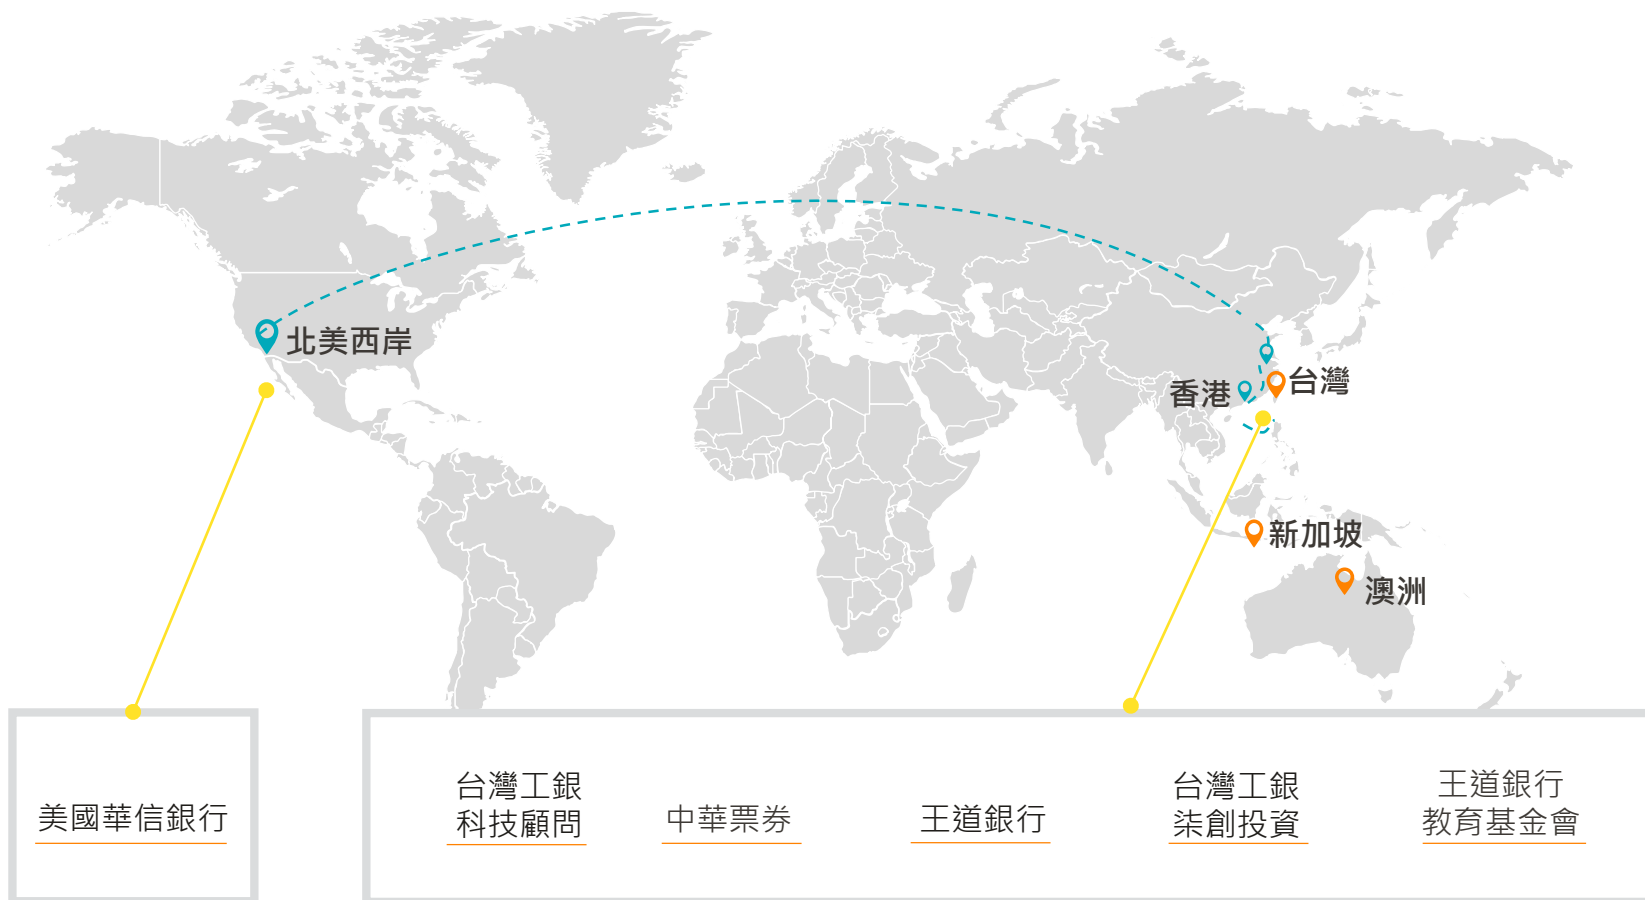 北美西岸
台灣
香港
新加坡
澳洲
美國華信銀行
台灣工銀
科技顧問
中華票券
王道銀行
台灣工銀
柒創投資
王道銀行
教育基金會